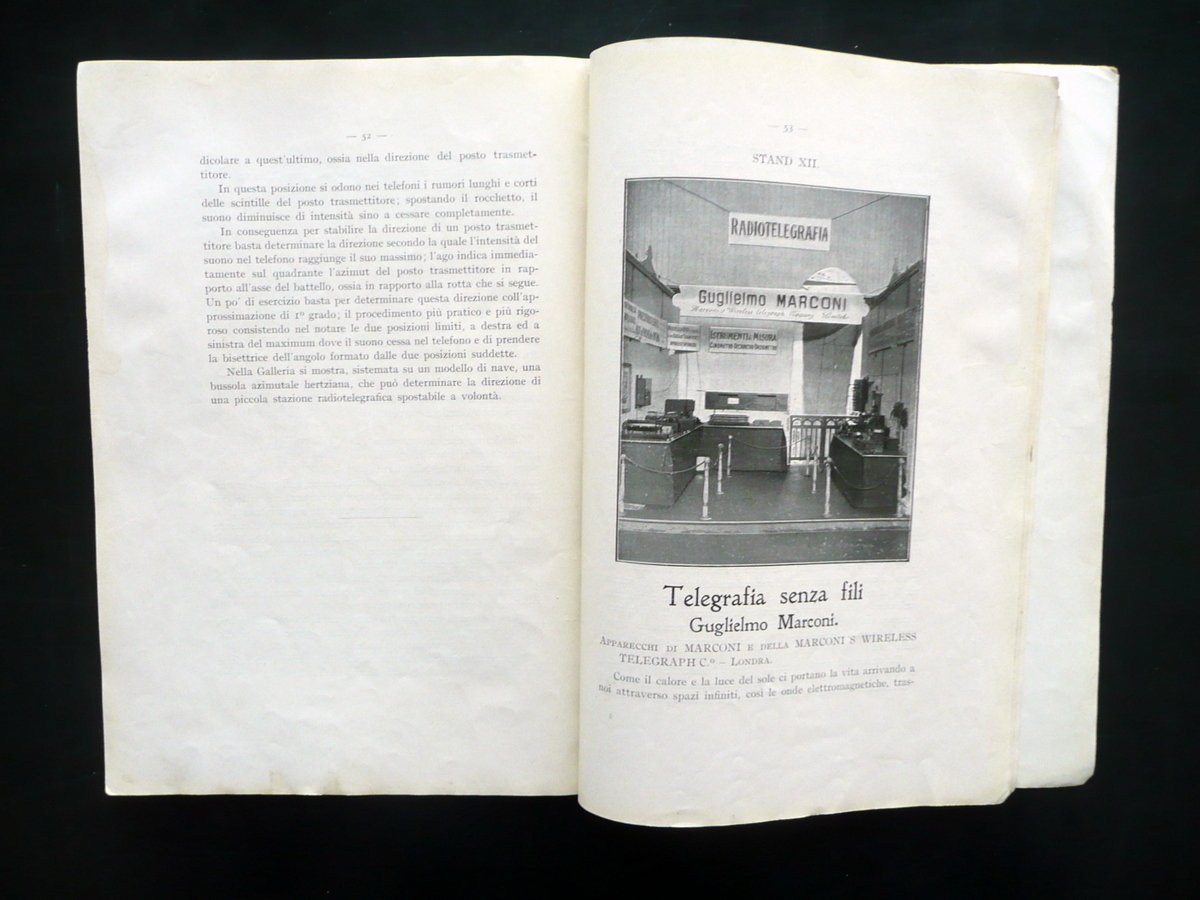 — 52 —
dicolare a quest'ultimo, ossia nella direzione del posto trasmet-
titore.
In questa posizione si odono nei telefoni i rumori lunghi e corti
delle scintille del posto trasmettitore; spostando il rocchetto, il
suono diminuisce di intensità sino a cessare completamente.
In conseguenza per stabilire la direzione di un posto trasmet-
titore basta determinare la direzione secondo la quale l'intensità del
suono nel telefono raggiunge il suo massimo; l'ago indica immedia-
tamente sul quadrante l'azimut del posto trasmettitore in rap-
porto all'asse del battello, ossia in rapporto alla rotta che si segue.
Un po' di esercizio basta per determinare questa direzione coll'ap-
prossimazione di 1º grado; il procedimento più pratico e più rigo-
roso consistendo nel notare le due posizioni limiti, a destra ed a
sinistra del maximum dove il suono cessa nel telefono e di prendere
la bisettrice dell'angolo formato dalle due posizioni suddette.
Nella Galleria si mostra, sistemata su un modello di nave, una
bussola azimutale hertziana, che può determinare la direzione di
una piccola stazione radiotelegrafica spostabile a volontà.
— 53 —
STAND XII.
RADIOTELEGRAFIA
Guglielmo MARCONI
Marconi's Wireless Telegraph Company Limited
ISTRUMENTI DI MISURA
Telegrafia senza fili
Guglielmo Marconi.
APPARECCHI DI MARCONI E DELLA MARCONI S WIRELESS
TELEGRAPH C.º – LONDRA.
Come il calore e la luce del sole ci portano la vita arrivando a
noi attraverso spazi infiniti, così le onde elettromagnetiche, tras-